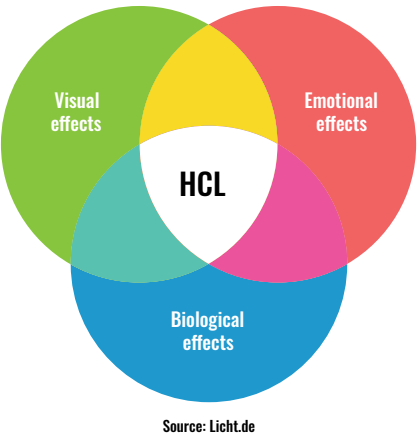 Visual
effects
Emotional
effects
HCL
Biological
effects
Source: Licht.de